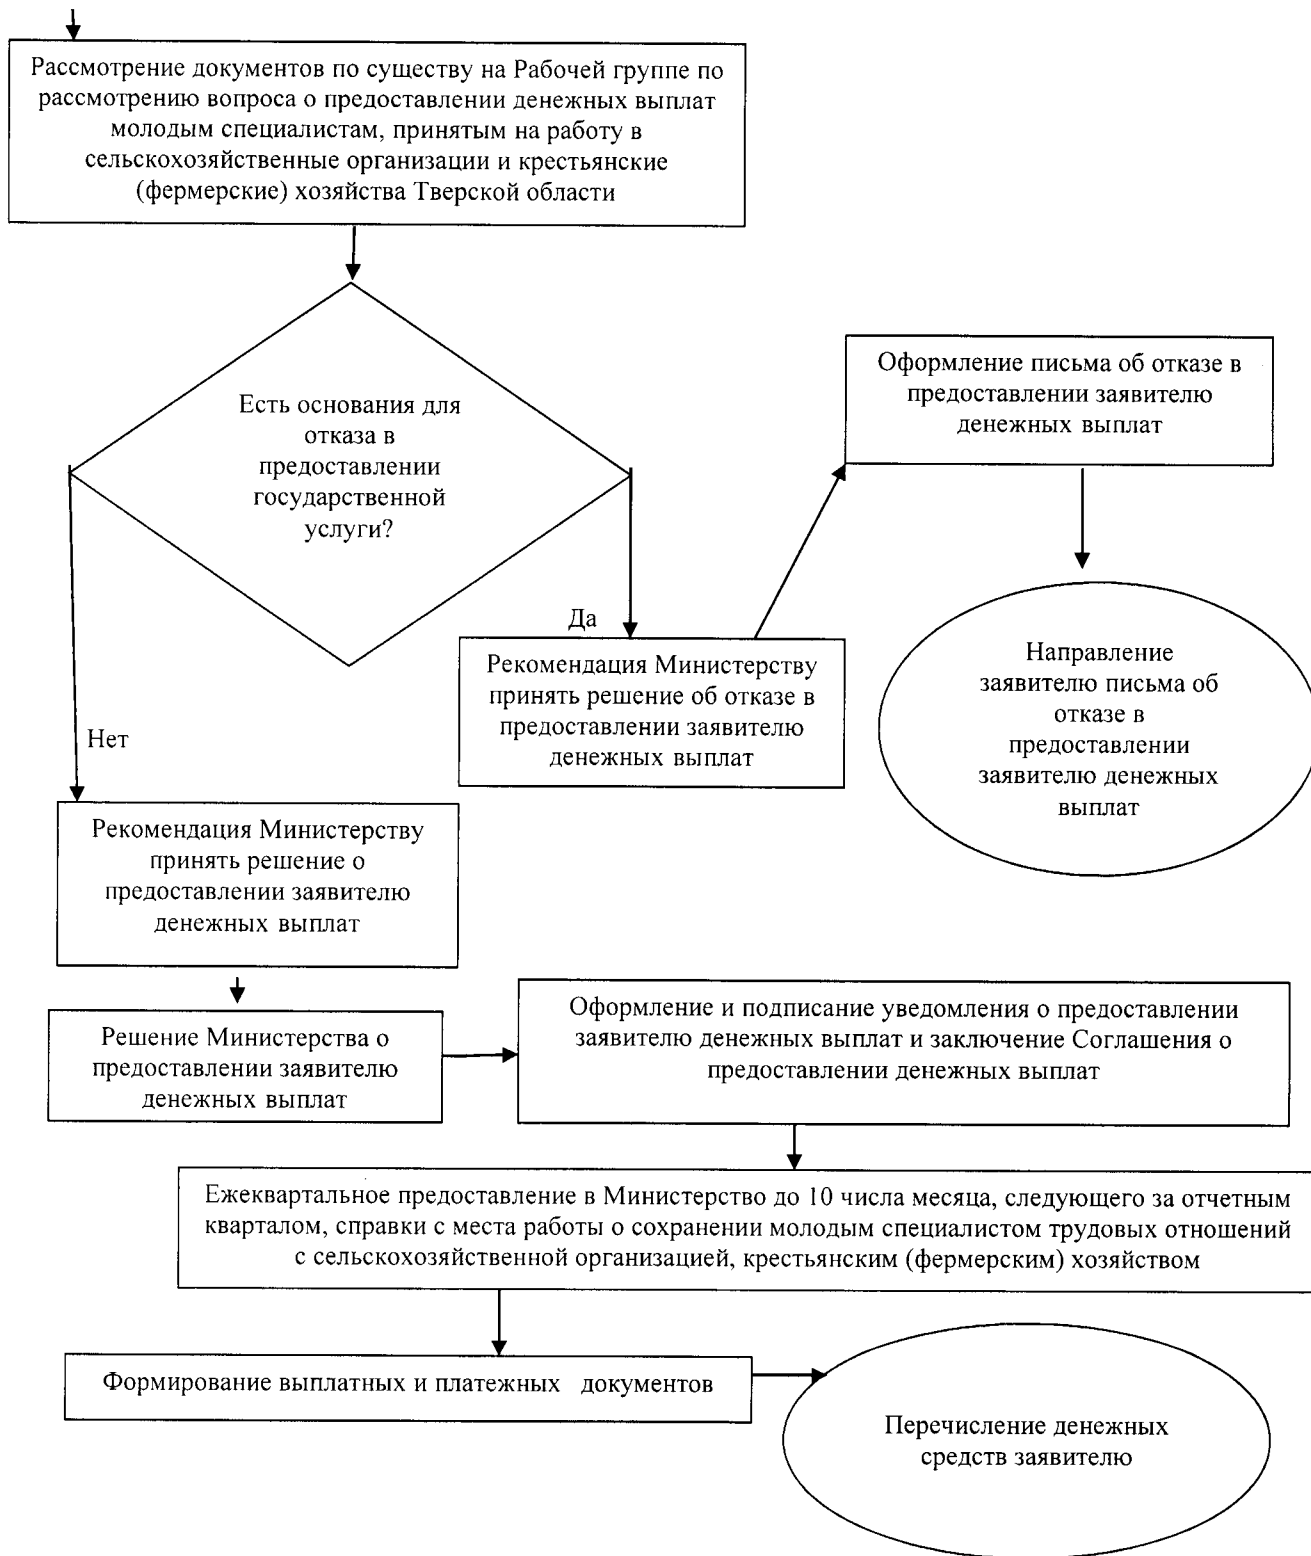 Рассмотрение документов по существу на Рабочей группе по
рассмотрению вопроса о предоставлении денежных выплат
молодым специалистам, принятым на работу в
сельскохозяйственные организации и крестьянские
(фермерские) хозяйства Тверской области
Есть основания для
отказа в
предоставлении
государственной
услуги?
Оформление письма об отказе в
предоставлении заявителю
денежных выплат
Да
Рекомендация Министерству
принять решение об отказе в
предоставлении заявителю
денежных выплат
Направление
заявителю письма об
отказе в
предоставлении
заявителю денежных
выплат
Нет
Рекомендация Министерству
принять решение о
предоставлении заявителю
денежных выплат
Решение Министерства о
предоставлении заявителю
денежных выплат
Оформление и подписание уведомления о предоставлении
заявителю денежных выплат и заключение Соглашения о
предоставлении денежных выплат
Ежеквартальное предоставление в Министерство до 10 числа месяца, следующего за отчетным
кварталом, справки с места работы о сохранении молодым специалистом трудовых отношений
с сельскохозяйственной организацией, крестьянским (фермерским) хозяйством
Формирование выплатных и платежных документов
Перечисление денежных
средств заявителю